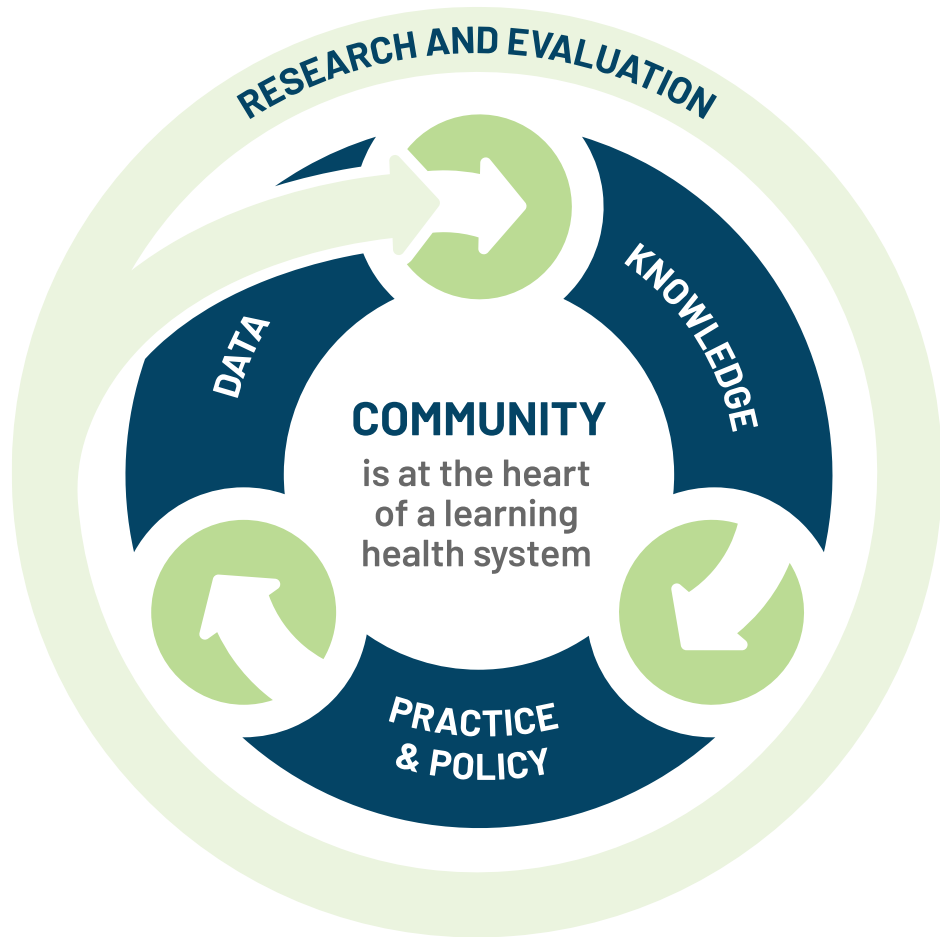 RESEARCH AND EVALUATION
DATA
KNOWLEDGE
COMMUNITY
is at the heart
of a learning
health system
PRACTICE
& POLICY